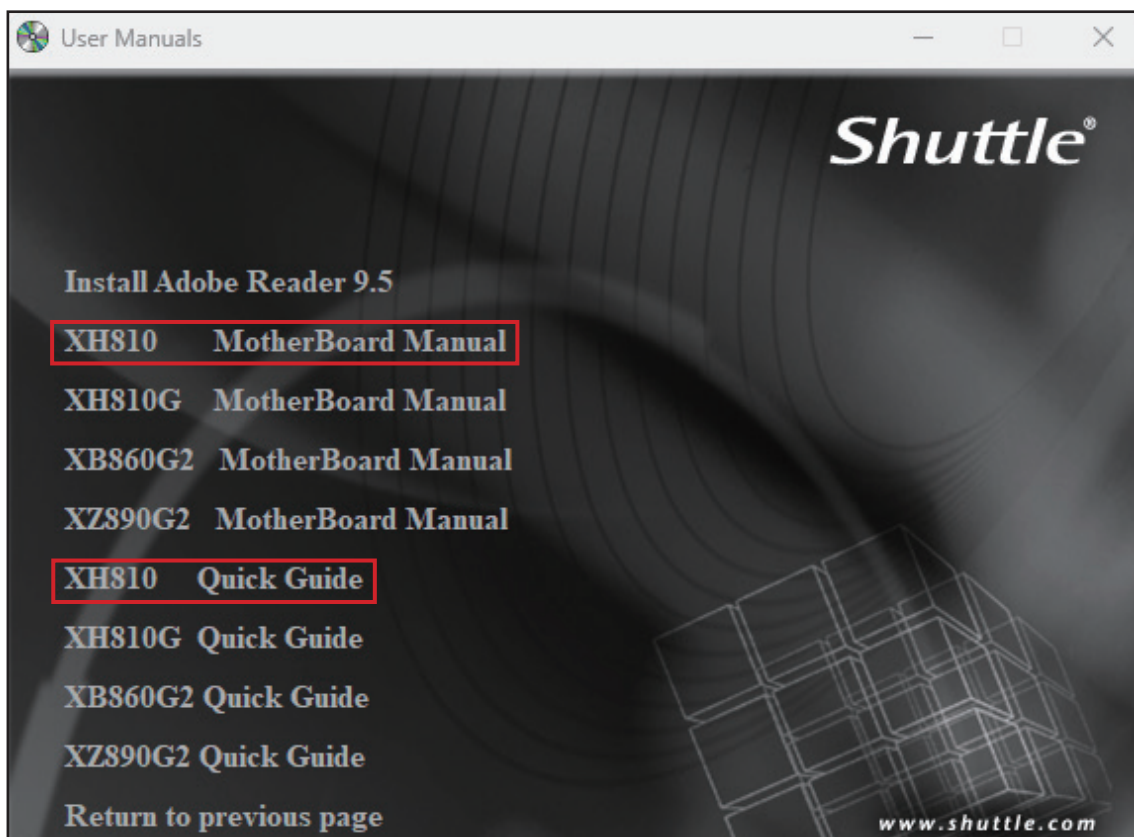 User Manuals
Shuttle®
Install Adobe Reader 9.5
XH810 MotherBoard Manual
XH810G MotherBoard Manual
XB860G2 MotherBoard Manual
XZ890G2 MotherBoard Manual
XH810 Quick Guide
XH810G Quick Guide
XB860G2 Quick Guide
XZ890G2 Quick Guide
Return to previous page
www.shuttle.com